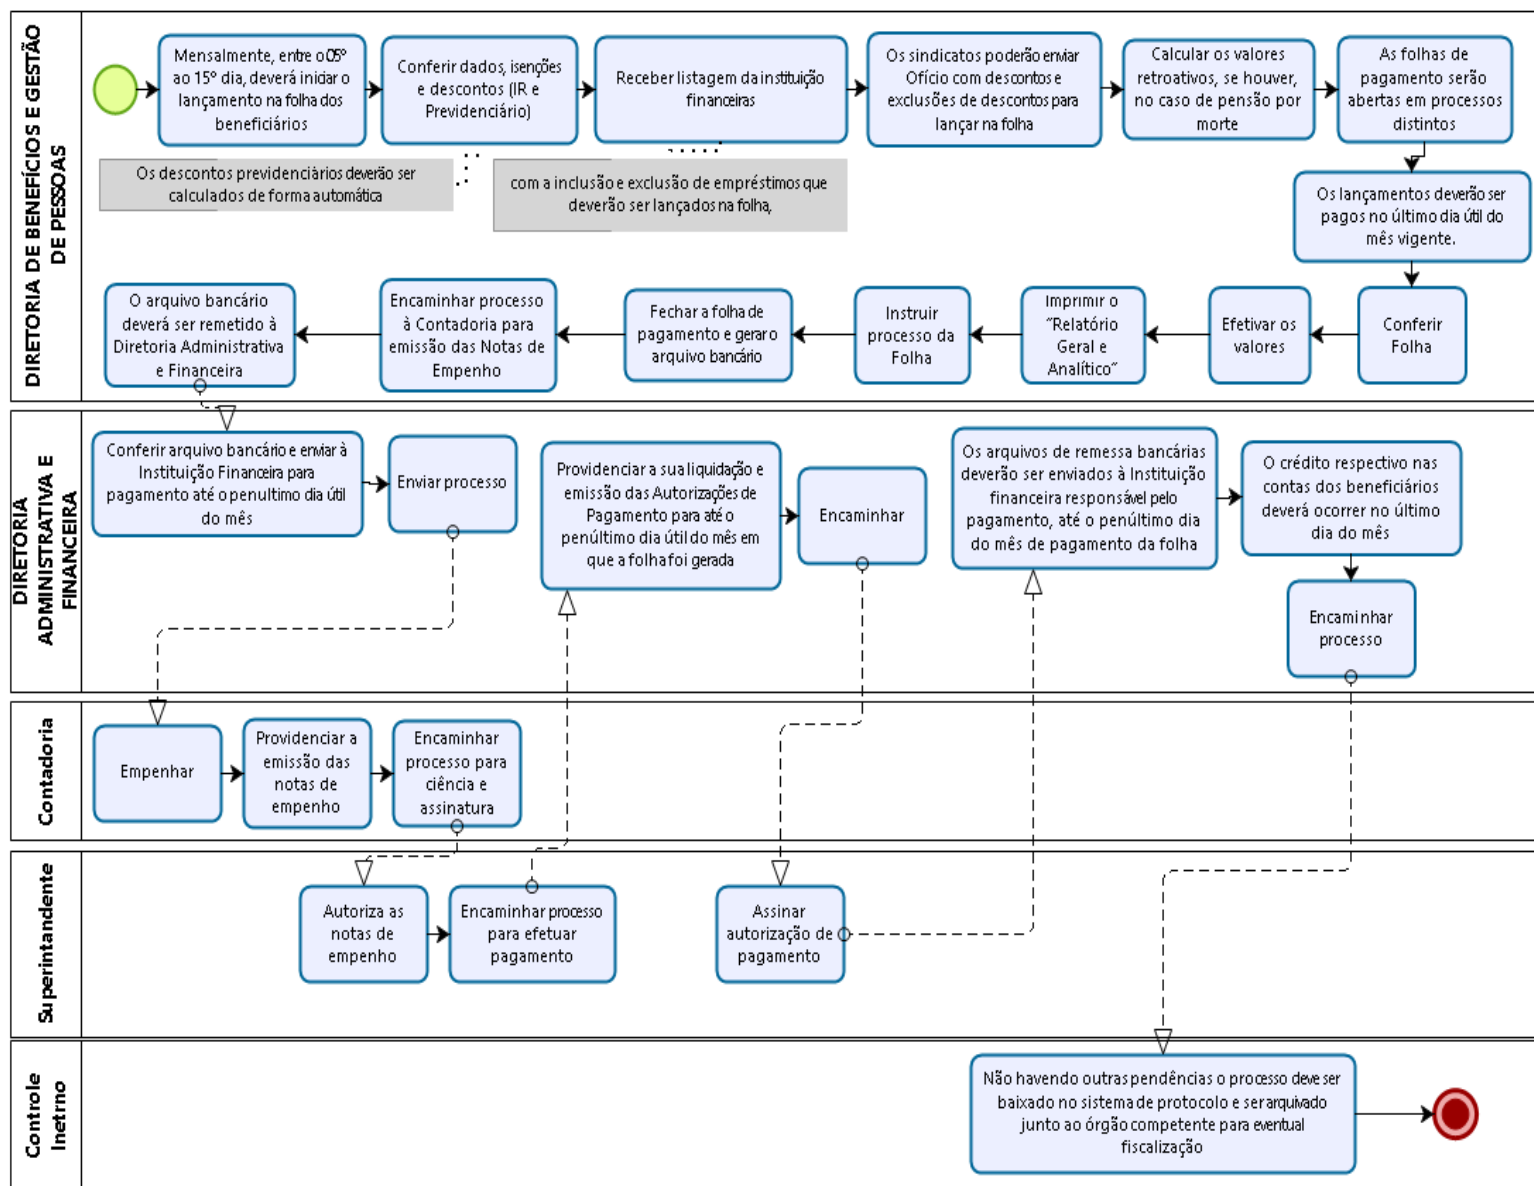 DIRETORIA DE BENEFÍCIOS E GESTÃO
DE PESSOAS
Mensalmente, entre o 05º
ao 15º dia, deverá iniciar o
lançamento na folha dos
beneficiários
Conferir dados, isenções
e descontos (IR e
Previdenciário)
Receber listagem da instituição
financeiras
Os sindicatos poderão enviar
Ofício com descontos e
exclusões de descontos para
lançar na folha
Calcular os valores
retroativos, se houver,
no caso de pensão por
morte
As folhas de
pagamento serão
abertas em processos
distintos
Os descontos previdenciários deverão ser
calculados de forma automática
com a inclusão e exclusão de empréstimos que
deverão ser lançados na folha,
Os lançamentos deverão ser
pagos no último dia útil do
mês vigente.
Conferir
Folha
Efetivar os
valores
Imprimir o
"Relatório
Geral e
Analítico"
Instruir
processo da
Folha
Fechar a folha de
pagamento e gerar o
arquivo bancário
Encaminhar processo
à Contadoria para
emissão das Notas de
Empenho
O arquivo bancário
deverá ser remetido à
Diretoria Administrativa
e Financeira
DIRETORIA
ADMINISTRATIVA E
FINANCEIRA
Conferir arquivo bancário e enviar à
Instituição Financeira para
pagamento até o penultimo dia útil
do mês
Enviar processo
Providenciar a sua liquidação e
emissão das Autorizações de
Pagamento para até o
penúltimo dia útil do mês em
que a folha foi gerada
Encaminhar
Os arquivos de remessa bancárias
deverão ser enviados à Instituição
financeira responsável pelo
pagamento, até o penúltimo dia
do mês de pagamento da folha
O crédito respectivo nas
contas dos beneficiários
deverá ocorrer no último
dia do mês
Encaminhar
processo
Contadoria
Empenhar
Providenciar a
emissão das
notas de
empenho
Encaminhar
processo para
ciência e
assinatura
Superintandente
Autoriza as
notas de
empenho
Encaminhar processo
para efetuar
pagamento
Assinar
autorização de
pagamento
Controle
Inetrno
Não havendo outras pendências o processo deve ser
baixado no sistema de protocolo e ser arquivado
junto ao órgão competente para eventual
fiscalização